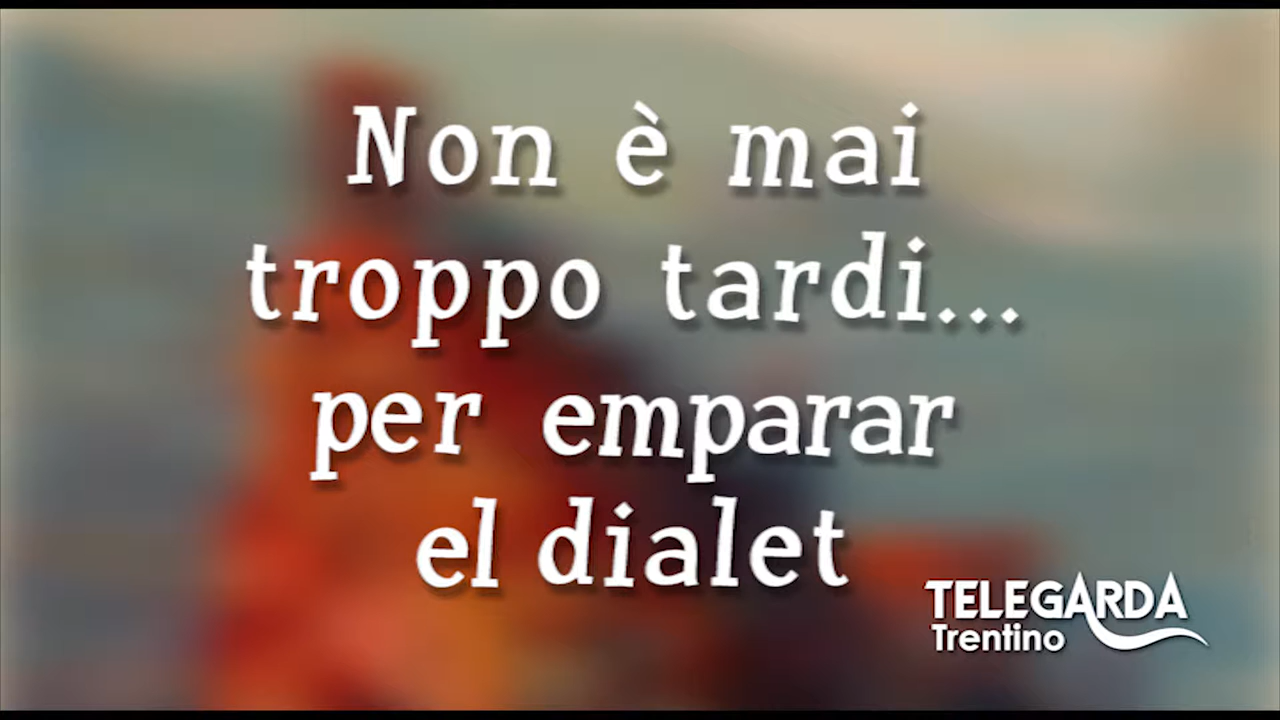 Non è mai
troppo tardi...
per emparar
el dialet
TELEGARDA
Trentino